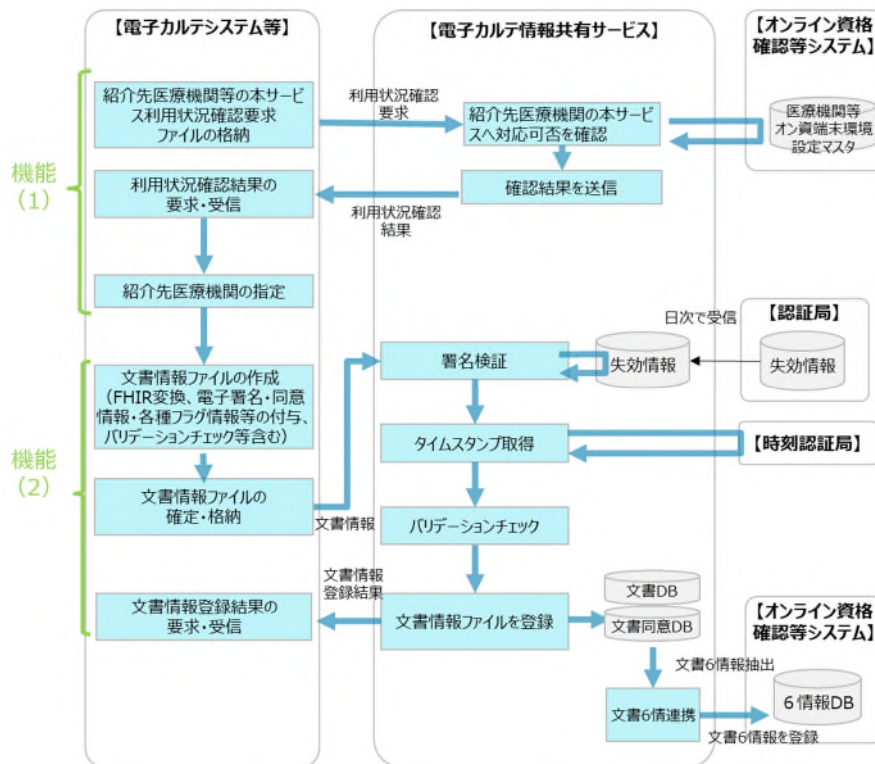 【電子カルテシステム等】
【電子カルテ情報共有サービス】
【オンライン資格
確認等システム】
機能
(1)
紹介先医療機関等の本サービ
ス利用状況確認要求
ファイルの格納
利用状況確認
要求
紹介先医療機関の本サービ
スへ対応可否を確認
医療機関等
オン資端末環境
設定マスタ
利用状況確認結果の
要求・受信
確認結果を送信
利用状況確認
結果
紹介先医療機関の指定
機能
(2)
文書情報ファイルの作成
(FHIR変換、電子署名・同意
情報・各種フラグ情報等の付与、
バリデーションチェック等含む)
署名検証
日次で受信
失効情報
【認証局】
失効情報
タイムスタンプ取得
【時刻認証局】
文書情報ファイルの
確定・格納
文書情報
バリデーションチェック
文書情報
登録結果
文書情報登録結果の
要求・受信
文書情報ファイルを登録
文書DB
文書同意DB
文書6情報抽出
文書6情連携
文書6情報を登録
【オンライン資格
確認等システム】
6情報DB